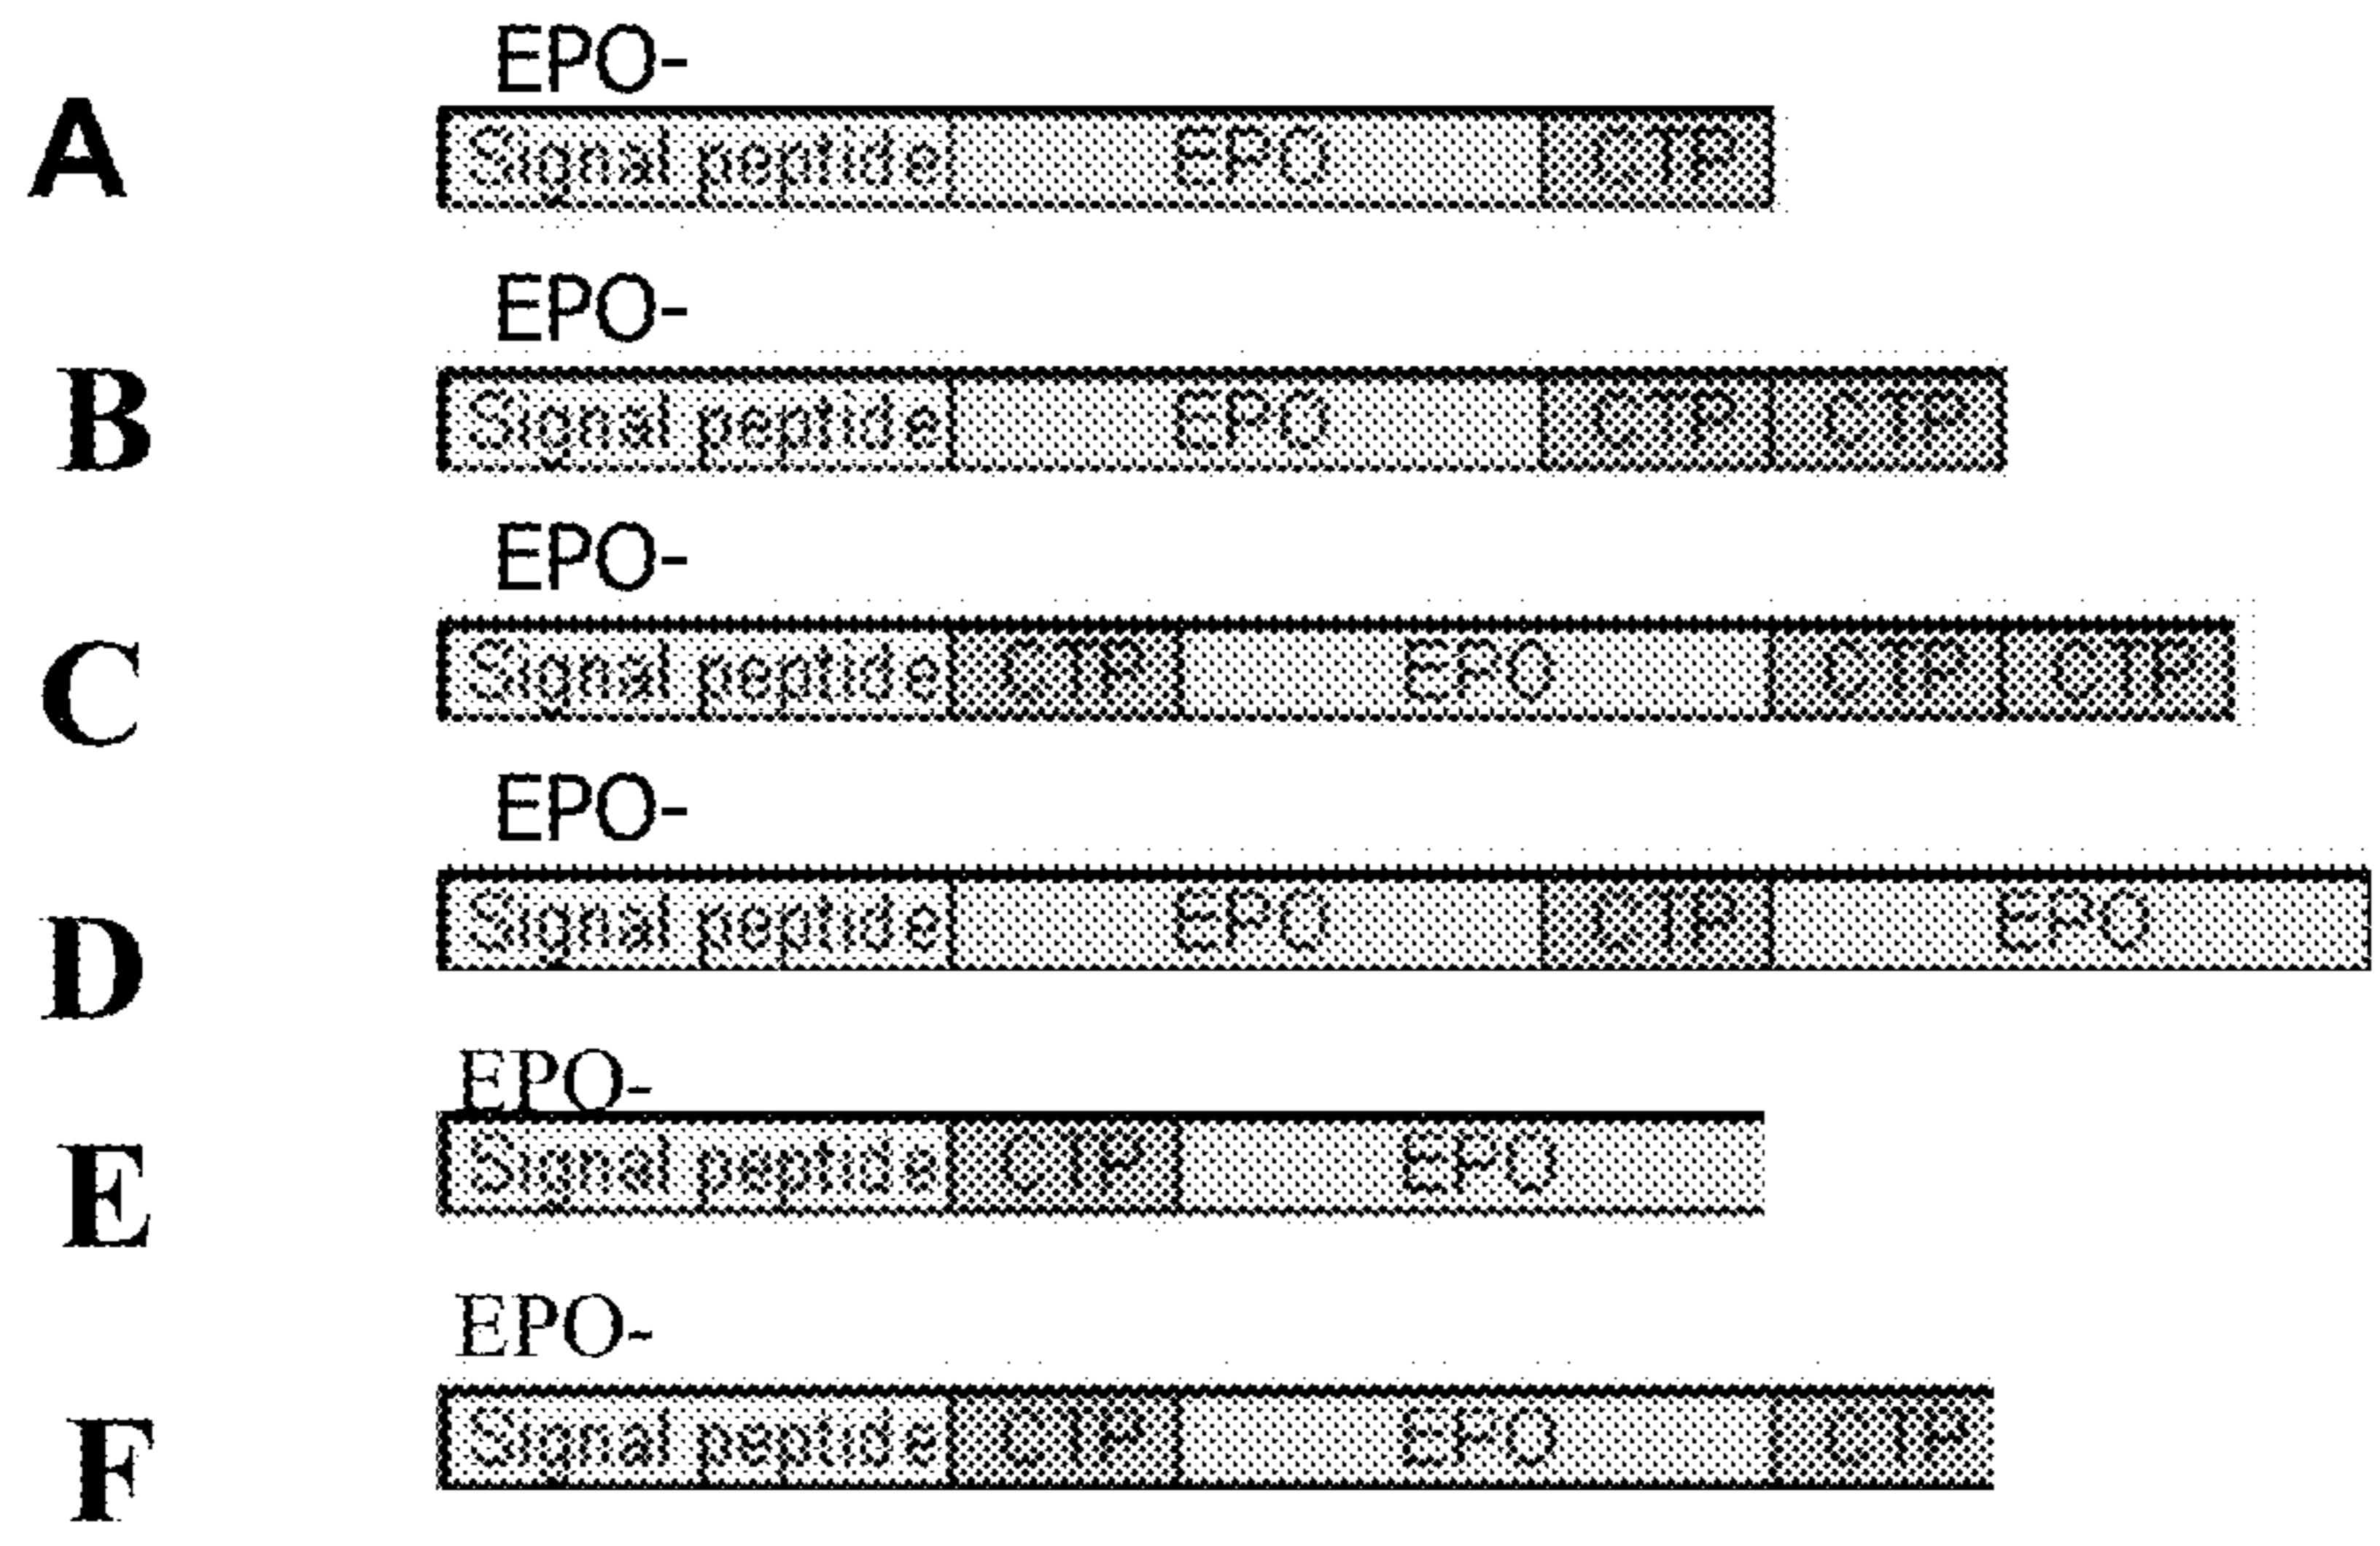 EPO-
A Signal peptide EPO CTP
EPO-
B Signal peptide EPO CTP CTP
EPO-
C Signal peptide CTP EPO CTP CTP
EPO-
D Signal peptide EPO CTP EPO
EPO-
E Signal peptide CTP EPO
EPO-
F Signal peptide CTP EPO CTP